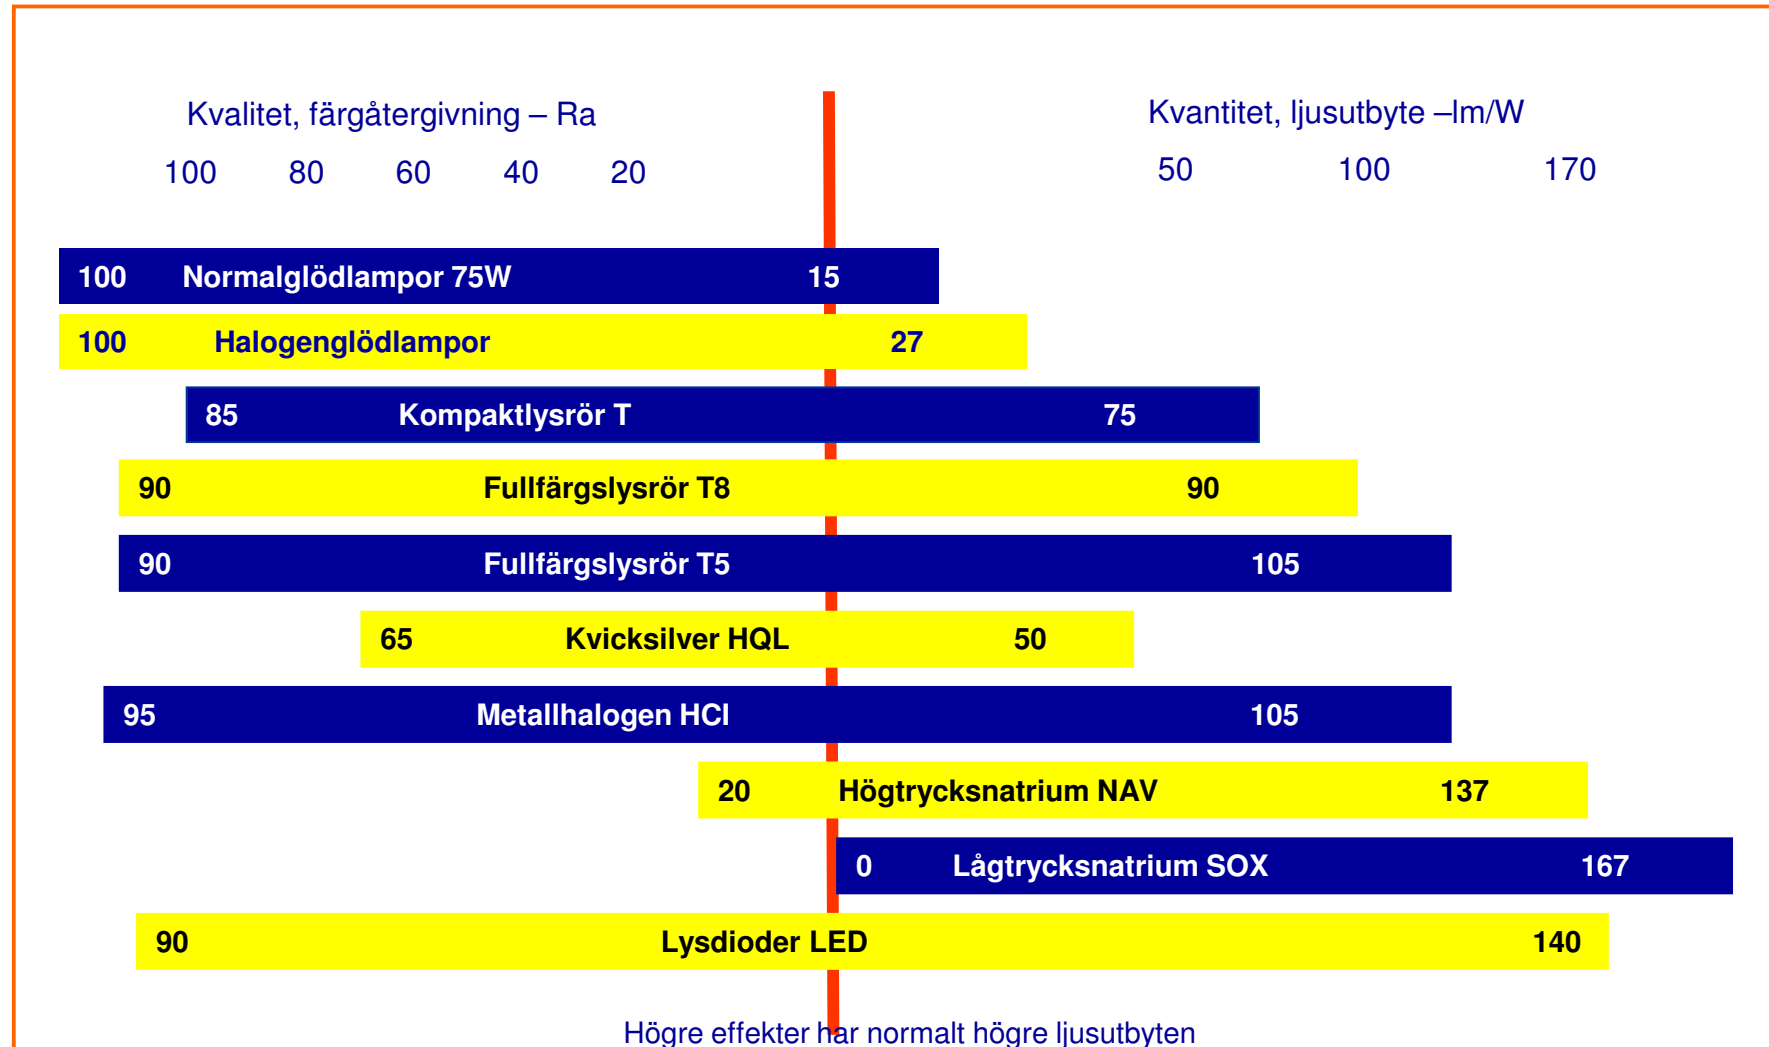 Kvalitet, färgåtergivning – Ra
Kvantitet, ljusutbyte –lm/W
100 80 60 40 20
50 100 170
100 Normalglödlampor 75W 15
100 Halogenglödlampor 27
85 Kompaktlysrör T 75
90 Fullfärgslysrör T8 90
90 Fullfärgslysrör T5 105
65 Kvicksilver HQL 50
95 Metallhalogen HCI 105
20 Högtrycksnatrium NAV 137
0 Lågtrycksnatrium SOX 167
90 Lysdioder LED 140
Högre effekter har normalt högre ljusutbyten